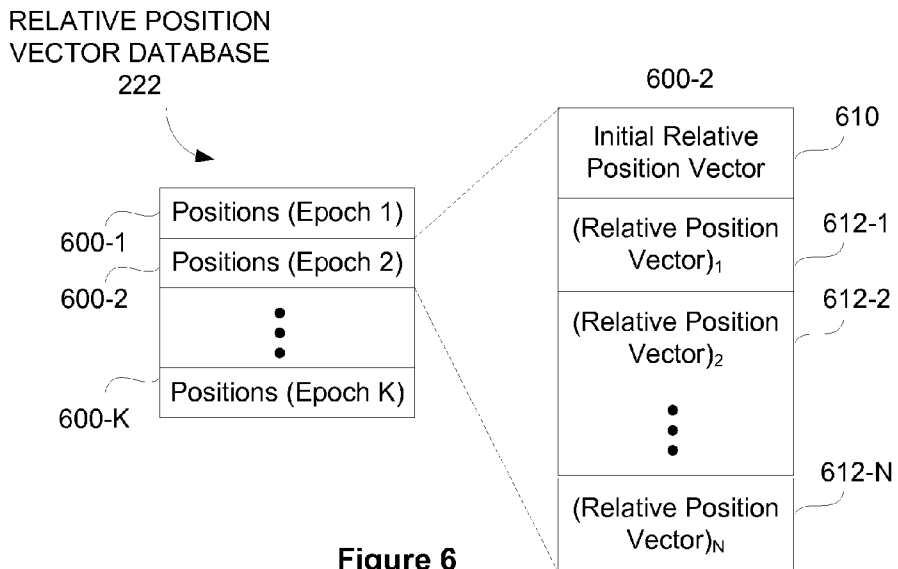 RELATIVE POSITION
VECTOR DATABASE
222
Positions (Epoch 1)
600-1
Positions (Epoch 2)
600-2
Positions (Epoch K)
600-K
600-2
Initial Relative
Position Vector
610
(Relative Position
Vector)₁
612-1
(Relative Position
Vector)₂
612-2
(Relative Position
Vector)N
612-N
Figure 6